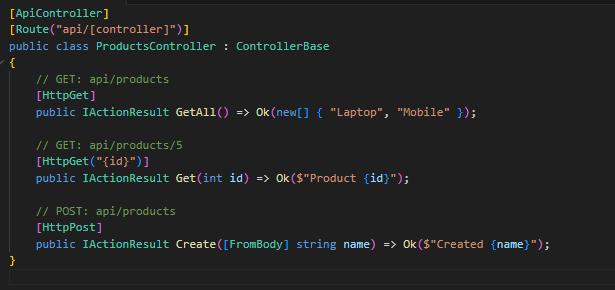 [ApiController]
[Route("api/[controller]")]
public class ProductsController : ControllerBase
{
// GET: api/products
[HttpGet]
public IActionResult GetAll() => Ok(new[] { "Laptop", "Mobile" });
// GET: api/products/5
[HttpGet("{id}")]
public IActionResult Get(int id) => Ok($"Product {id}");
// POST: api/products
[HttpPost]
public IActionResult Create([FromBody] string name) => Ok($"Created {name}");
}